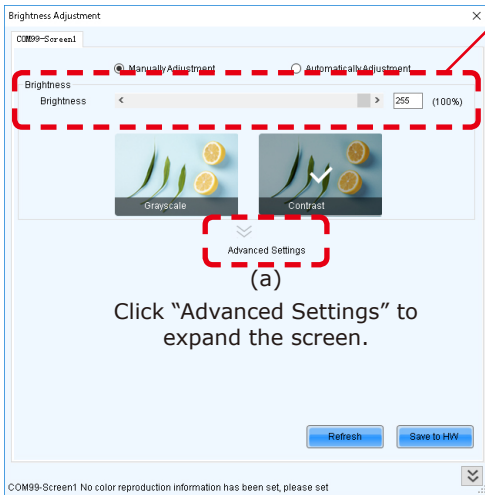 Brightness Adjustment
COM99-Screen1
Manually Adjustment Automatically Adjustment
Brightness
Brightness 255 (100%)
Grayscale Contrast
Advanced Settings
(a)
Click “Advanced Settings” to
expand the screen.
Refresh Save to HW
COM99-Screen1 No color reproduction information has been set, please set